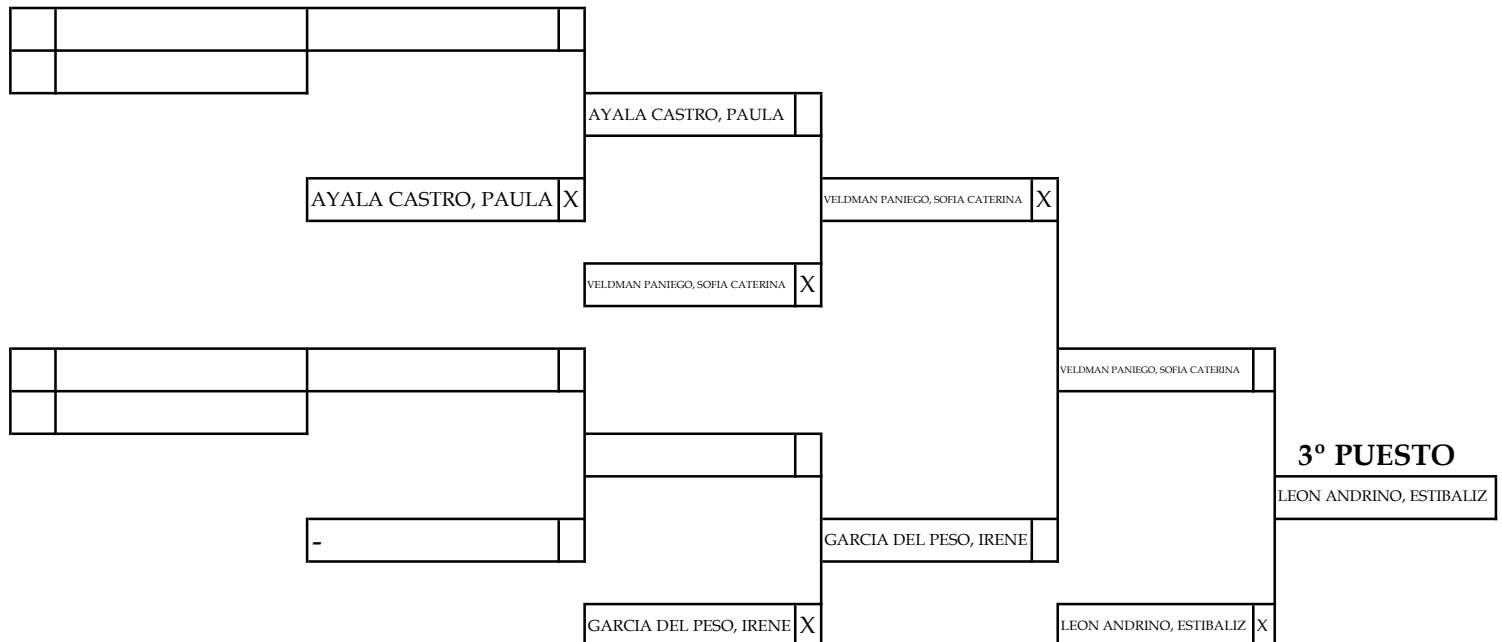 AYALA CASTRO, PAULA
AYALA CASTRO, PAULA X
VELDMAN PANIEGO, SOFIA CATERINA X
VELDMAN PANIEGO, SOFIA CATERINA X
VELDMAN PANIEGO, SOFIA CATERINA
3º PUESTO
LEON ANDRINO, ESTIBALIZ
-
GARCIA DEL PESO, IRENE
GARCIA DEL PESO, IRENE X
LEON ANDRINO, ESTIBALIZ X